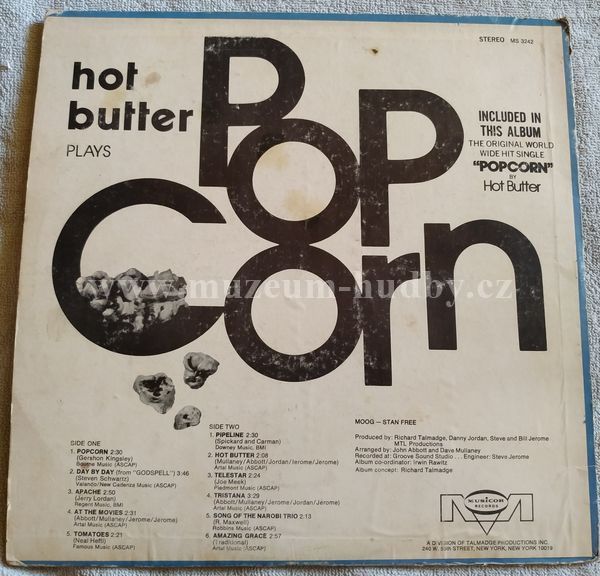 STEREO MS 3242
hot
butter
PLAYS
POP
Corn
INCLUDED IN
THIS ALBUM
THE ORIGINAL WORLD
WIDE HIT SINGLE
"POPCORN"
BY
Hot Butter
www.muzeum-hudby.cz
SIDE ONE
1. POPCORN 2:30
(Gershon Kingsley)
Bourne Music (ASCAP)
2. DAY BY DAY (from "GODSPELL") 3:46
(Steven Schwartz)
Valando/New Cadenza Music (ASCAP)
3. APACHE 2:50
(Jerry Lordan)
Regent Music, BMI
4. AT THE MOVIES 2:31
(Abbott/Mullaney/Jerome/Jerome)
Artal Music (ASCAP)
5. TOMATOES 2:21
(Neal Hefti)
Famous Music (ASCAP)
SIDE TWO
1. PIPELINE 2:30
(Spickard and Carman)
Downey Music, BMI
2. HOT BUTTER 2:08
(Mullaney/Abbott/Jordan/Jerome/Jerome)
Artal Music (ASCAP)
3. TELESTAR 2:24
(Joe Meek)
Piedmont Music (ASCAP)
4. TRISTANA 3:29
(Abbott/Mullaney/Jerome/Jordan/Jerome)
Artal Music (ASCAP)
5. SONG OF THE NAROBI TRIO 2:13
(R. Maxwell)
Robbins Music (ASCAP)
6. AMAZING GRACE 2:57
(Traditional)
Artal Music (ASCAP)
MOOG — STAN FREE
Produced by: Richard Talmadge, Danny Jordan, Steve and Bill Jerome
MTL Productions
Arranged by: John Abbott and Dave Mullaney
Recorded at: Groove Sound Studio . . . Engineer: Steve Jerome
Album co-ordinator: Irwin Rawitz
Album concept: Richard Talmadge
MUSICOR
RECORDS
A DIVISION OF TALMADGE PRODUCTIONS INC.
240 W. 55th STREET, NEW YORK, NEW YORK 10019